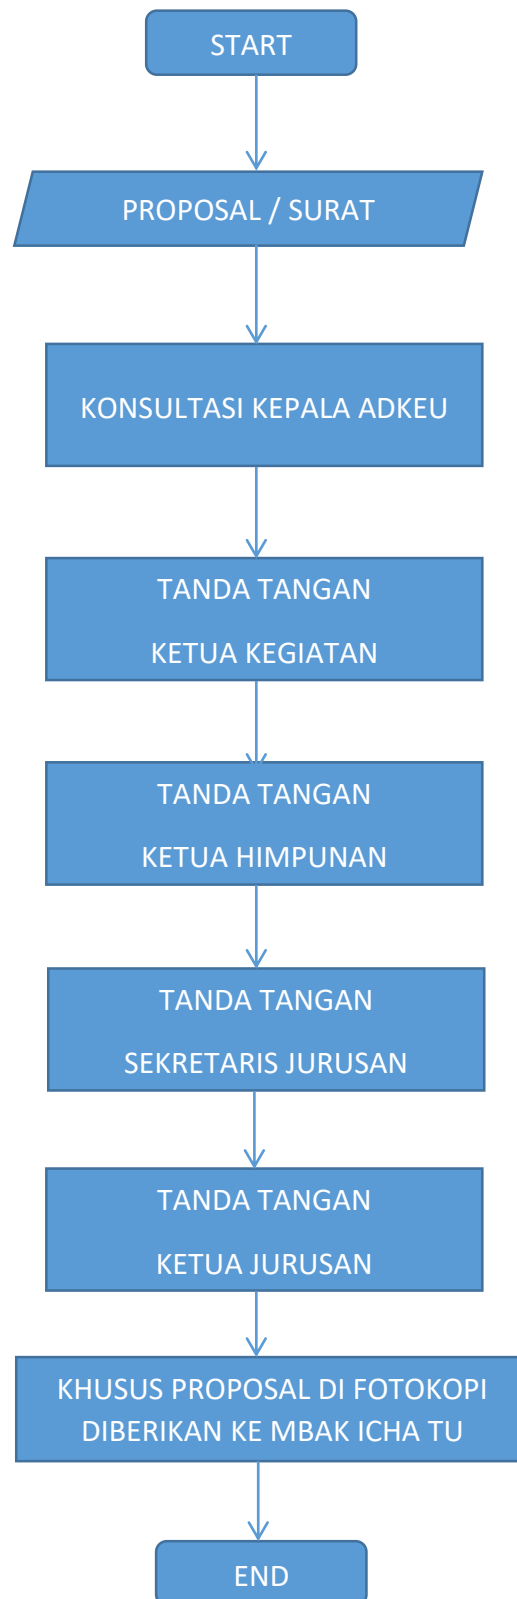 START
PROPOSAL / SURAT
KONSULTASI KEPALA ADKEU
TANDA TANGAN
KETUA KEGIATAN
TANDA TANGAN
KETUA HIMPUNAN
TANDA TANGAN
SEKRETARIS JURUSAN
TANDA TANGAN
KETUA JURUSAN
KHUSUS PROPOSAL DI FOTOKOPI
DIBERIKAN KE MBAK ICHA TU
END